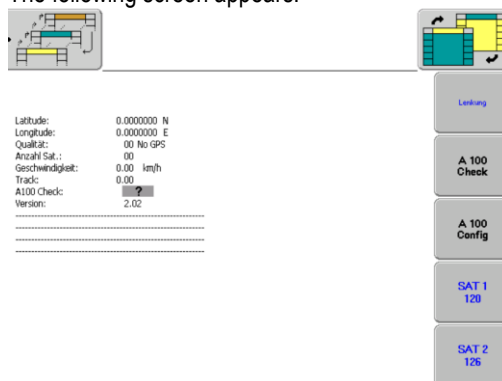 The following screen appears:
Latitude: 0.0000000 N
Longitude: 0.0000000 E
Qualität: 00 No GPS
Anzahl Sat.: 00
Geschwindigkeit: 0.00 km/h
Track: 0.00
A100 Check: ?
Version: 2.02
Lenkung
A 100
Check
A 100
Config
SAT 1
120
SAT 2
126